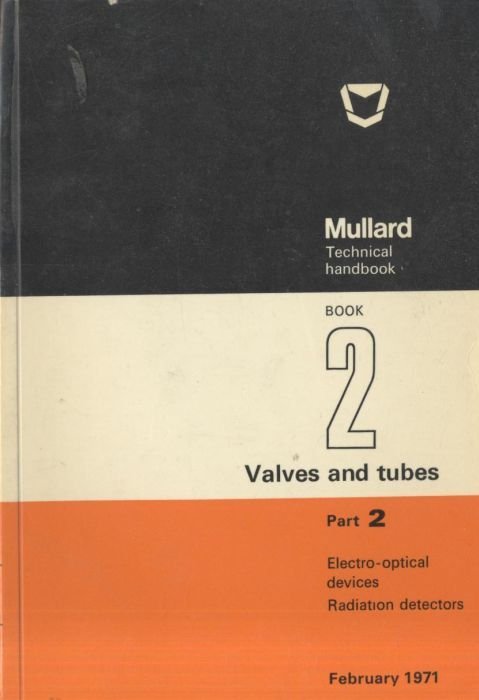 Mullard
Technical
handbook
BOOK
2
Valves and tubes
Part 2
Electro-optical
devices
Radiation detectors
February 1971